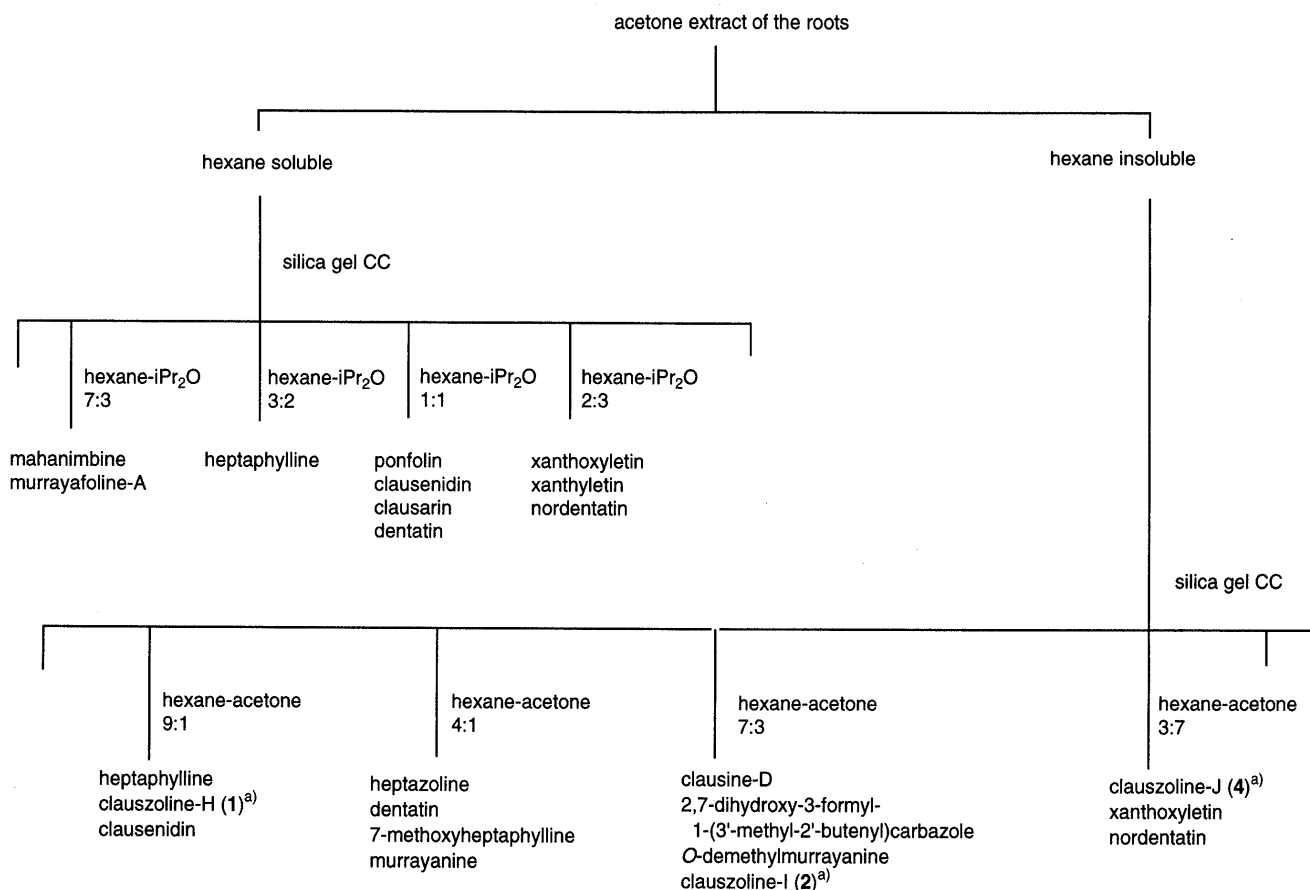 acetone extract of the roots
hexane soluble
hexane insoluble
silica gel CC
hexane-iPr₂O
7:3
hexane-iPr₂O
3:2
hexane-iPr₂O
1:1
hexane-iPr₂O
2:3
mahanimbine
murrayafoline-A
heptaphylline
ponfolin
clausenidin
clausarin
dentatin
xanthoxyletin
xanthyletin
nordentatin
silica gel CC
hexane-acetone
9:1
hexane-acetone
4:1
hexane-acetone
7:3
hexane-acetone
3:7
heptaphylline
clauszoline-H (1)ᵃ⁾
clausenidin
heptazoline
dentatin
7-methoxyheptaphylline
murrayanine
clausine-D
2,7-dihydroxy-3-formyl-
1-(3'-methyl-2'-butenyl)carbazole
O-demethylmurrayanine
clauszoline-I (2)ᵃ⁾
clauszoline-J (4)ᵃ⁾
xanthoxyletin
nordentatin